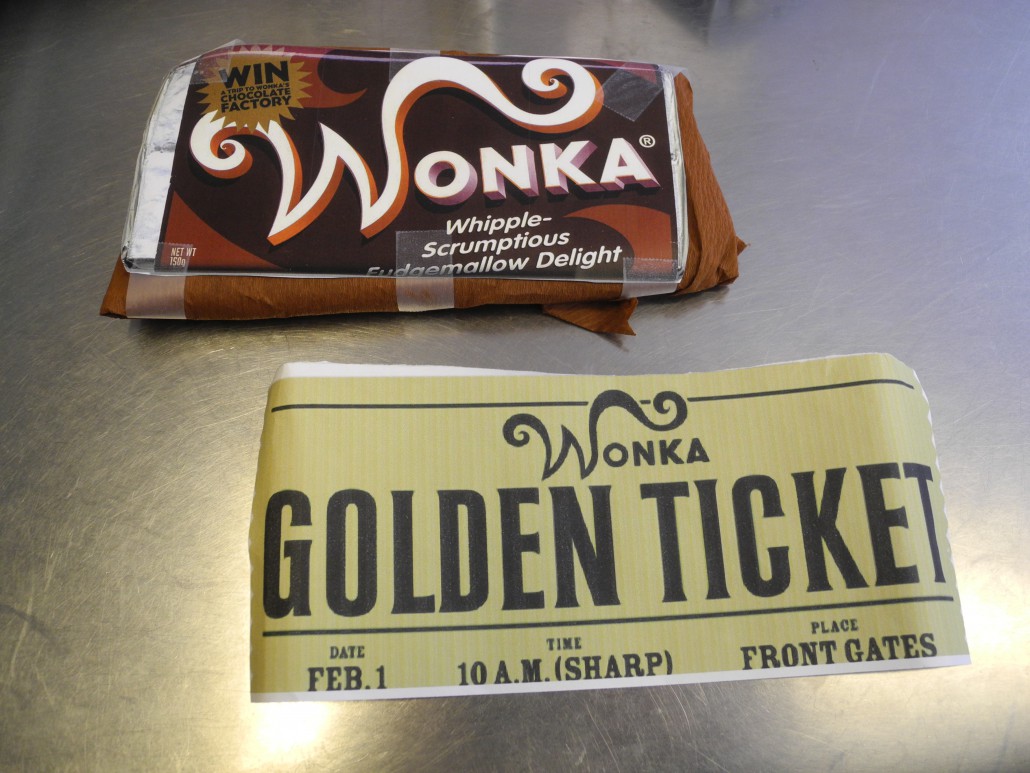 WIN
A TRIP TO WONKA'S
CHOCOLATE
FACTORY
WONKA®
Whipple-
Scrumptious
Fudgemallow Delight
NET WT
150g
WONKA
GOLDEN TICKET
DATE TIME PLACE
FEB. 1 10 A.M. (SHARP) FRONT GATES